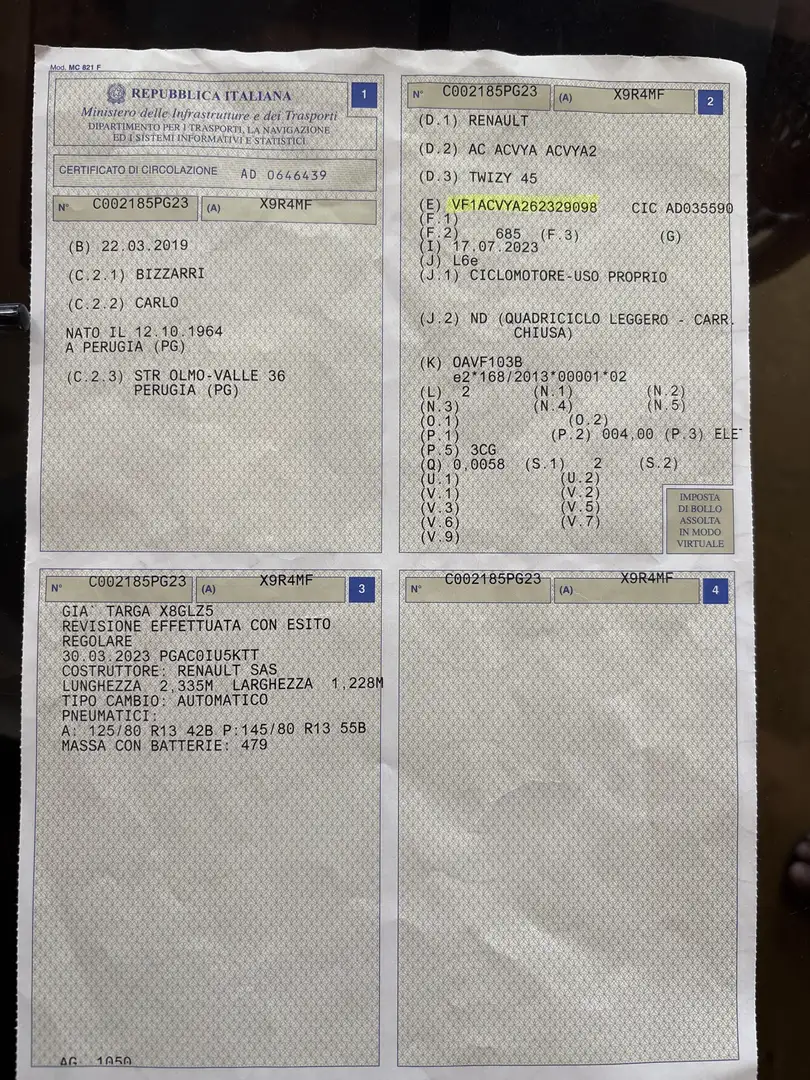 Mod. MC 821 F
REPUBBLICA ITALIANA
Ministero delle Infrastrutture e dei Trasporti
DIPARTIMENTO PER I TRASPORTI, LA NAVIGAZIONE
ED I SISTEMI INFORMATIVI E STATISTICI
1
CERTIFICATO DI CIRCOLAZIONE AD 0646439
N° C002185PG23 (A) X9R4MF
(B) 22.03.2019
(C.2.1) BIZZARRI
(C.2.2) CARLO
NATO IL 12.10.1964
A PERUGIA (PG)
(C.2.3) STR OLMO-VALLE 36
PERUGIA (PG)
N° C002185PG23 (A) X9R4MF 2
(D.1) RENAULT
(D.2) AC ACVYA ACVYA2
(D.3) TWIZY 45
(E) VF1ACVYA262329098 CIC AD035590
(F.1)
(F.2) 685 (F.3) (G)
(I) 17.07.2023
(J) L6e
(J.1) CICLOMOTORE-USO PROPRIO
(J.2) ND (QUADRICICLO LEGGERO - CARR.
CHIUSA)
(K) OAVF103B
e2*168/2013*00001*02
(L) 2 (N.1) (N.2)
(N.3) (N.4) (N.5)
(O.1) (O.2)
(P.1) (P.2) 004,00 (P.3) ELET
(P.5) 3CG
(Q) 0,0058 (S.1) 2 (S.2)
(U.1) (U.2)
(V.1) (V.2)
(V.3) (V.5)
(V.6) (V.7)
(V.9)
IMPOSTA
DI BOLLO
ASSOLTA
IN MODO
VIRTUALE
N° C002185PG23 (A) X9R4MF 3
GIA` TARGA X8GLZ5
REVISIONE EFFETTUATA CON ESITO
REGOLARE
30.03.2023 PGAC0IU5KTT
COSTRUTTORE: RENAULT SAS
LUNGHEZZA 2,335M LARGHEZZA 1,228M
TIPO CAMBIO: AUTOMATICO
PNEUMATICI:
A: 125/80 R13 42B P:145/80 R13 55B
MASSA CON BATTERIE: 479
AG 1050
N° C002185PG23 (A) X9R4MF 4